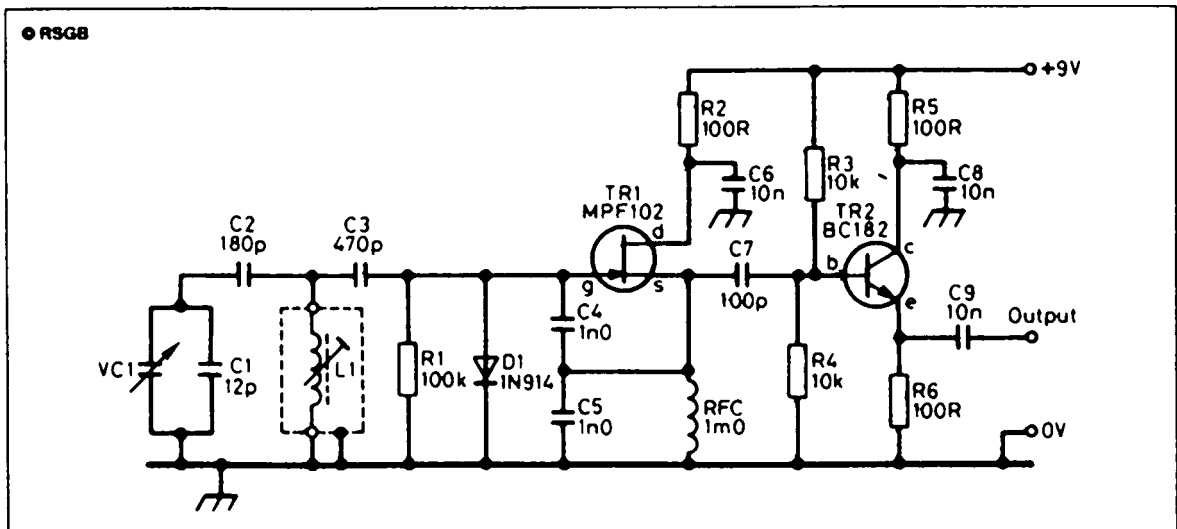 © RSGB
+9V
R2
100R
R5
100R
R3
10k
C6
10n
C8
10n
TR1
MPF102
TR2
BC182
d
c
C2
180p
C3
470p
g
s
C7
100p
b
e
C9
10n
Output
C4
1n0
VC1
C1
12p
L1
R1
100k
D1
1N914
R4
10k
C5
1n0
RFC
1m0
R6
100R
0V